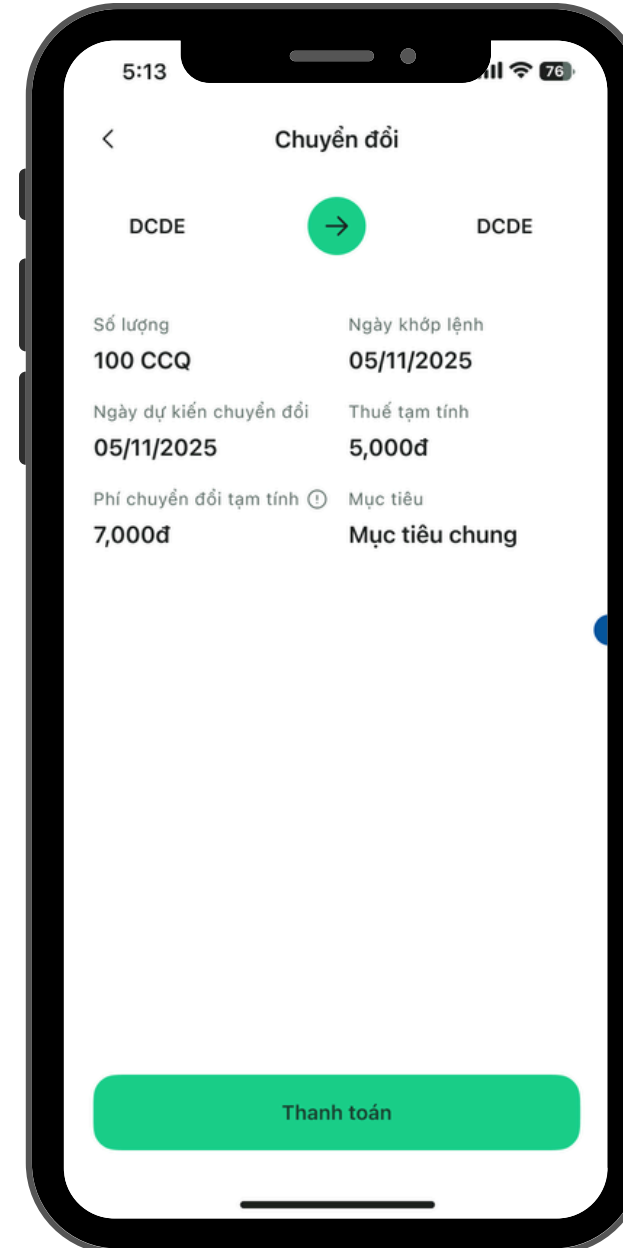 5:13
76
Chuyển đổi
DCDE
DCDE
Số lượng
Ngày khớp lệnh
100 CCQ
05/11/2025
Ngày dự kiến chuyển đổi
Thuế tạm tính
05/11/2025
5,000đ
Phí chuyển đổi tạm tính
Mục tiêu
7,000đ
Mục tiêu chung
Thanh toán